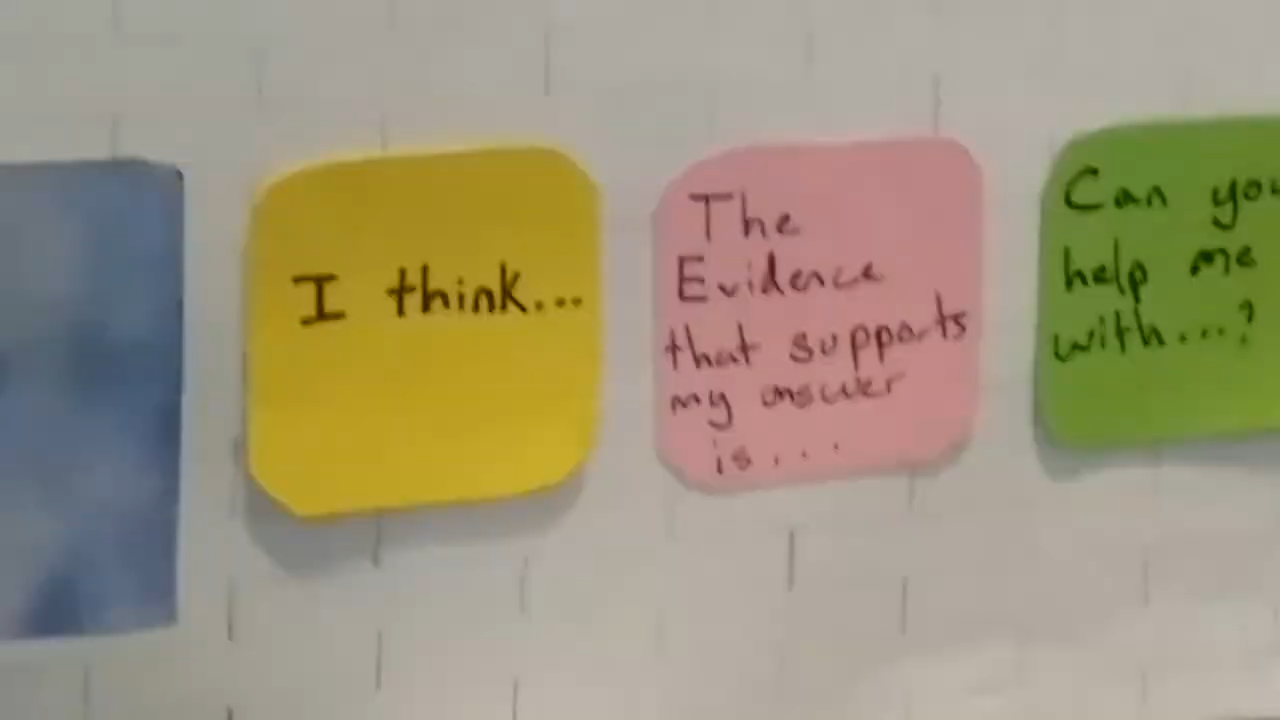 I think...
The
Evidence
that supports
my answer
is...
Can you
help me
with...?